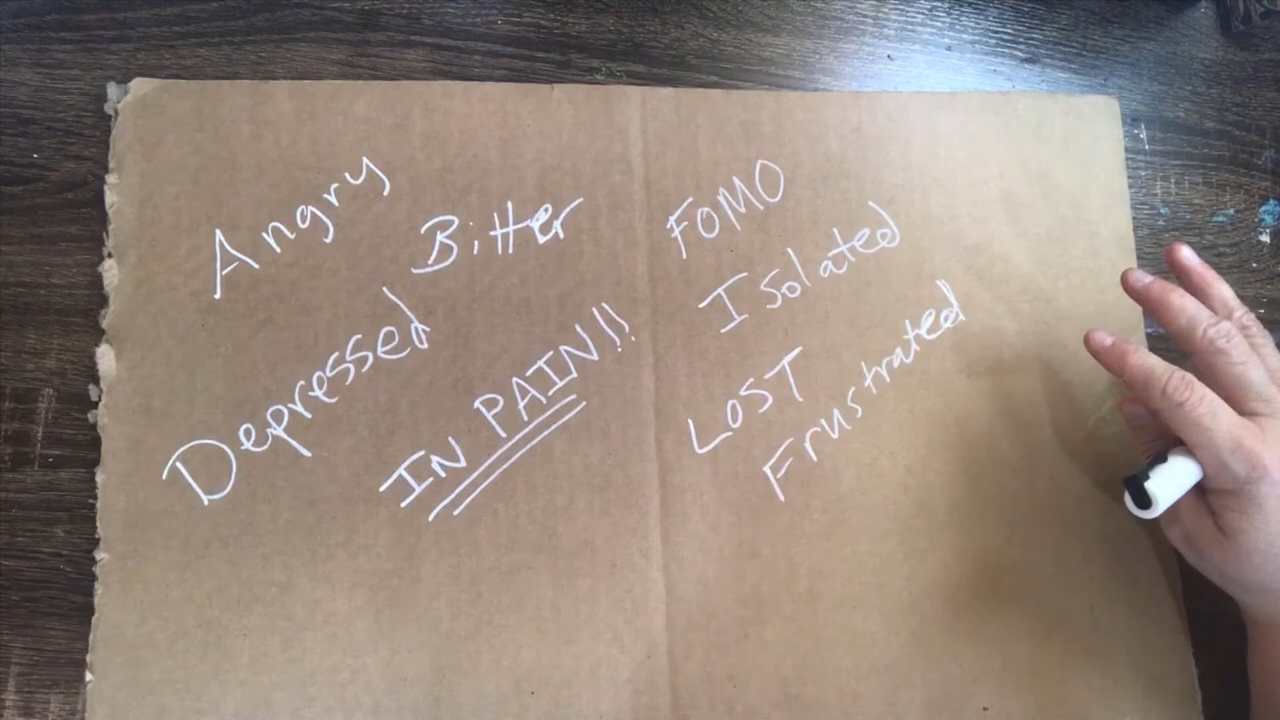 Angry
Bitter
Depressed
IN PAIN!!
FOMO
Isolated
LOST
Frustrated